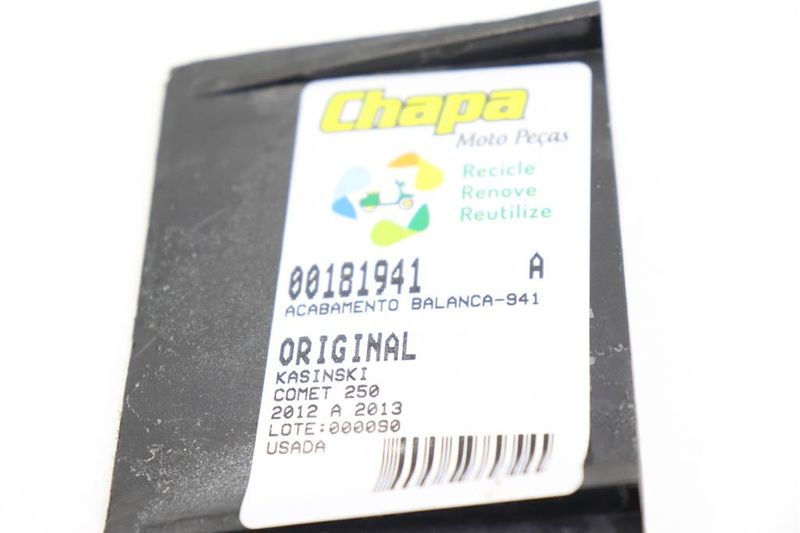 Chapa
Moto Peças
Recicle
Renove
Reutilize
00181941 A
ACABAMENTO BALANCA-941
ORIGINAL
KASINSKI
COMET 250
2012 A 2013
LOTE:000090
USADA